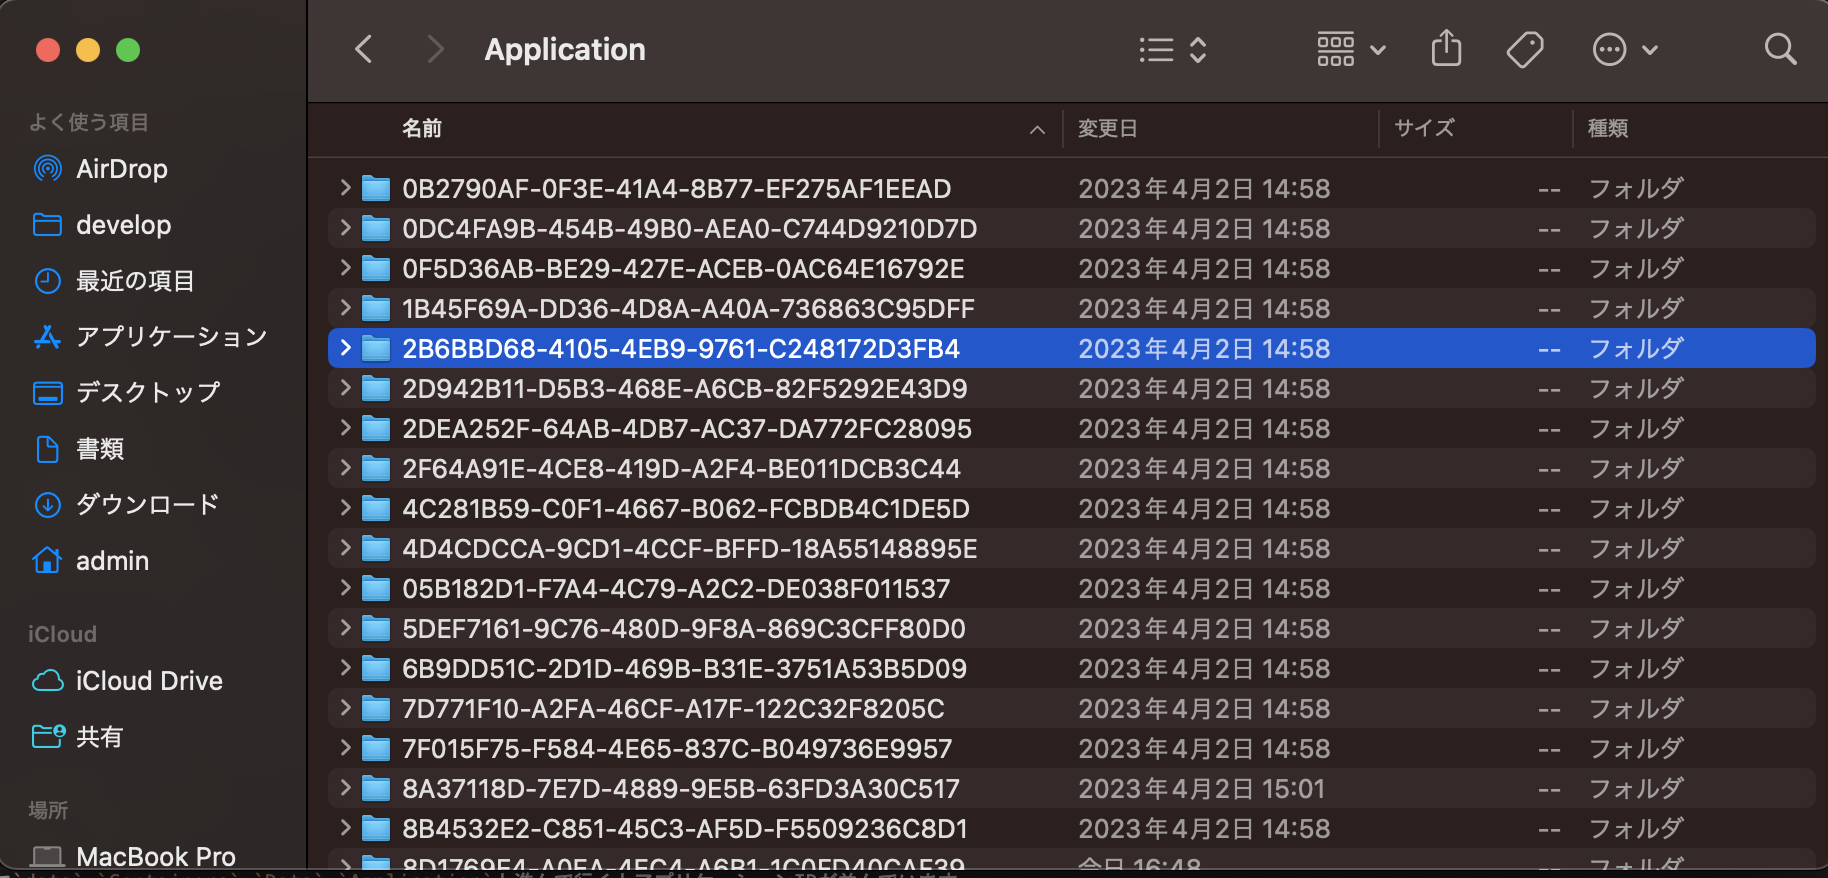 Application
よく使う項目
AirDrop
develop
最近の項目
アプリケーション
デスクトップ
書類
ダウンロード
admin
iCloud
iCloud Drive
共有
場所
MacBook Pro
名前 変更日 サイズ 種類
0B2790AF-0F3E-41A4-8B77-EF275AF1EEAD 2023年4月2日 14:58 -- フォルダ
0DC4FA9B-454B-49B0-AEA0-C744D9210D7D 2023年4月2日 14:58 -- フォルダ
0F5D36AB-BE29-427E-ACEB-0AC64E16792E 2023年4月2日 14:58 -- フォルダ
1B45F69A-DD36-4D8A-A40A-736863C95DFF 2023年4月2日 14:58 -- フォルダ
2B6BBD68-4105-4EB9-9761-C248172D3FB4 2023年4月2日 14:58 -- フォルダ
2D942B11-D5B3-468E-A6CB-82F5292E43D9 2023年4月2日 14:58 -- フォルダ
2DEA252F-64AB-4DB7-AC37-DA772FC28095 2023年4月2日 14:58 -- フォルダ
2F64A91E-4CE8-419D-A2F4-BE011DCB3C44 2023年4月2日 14:58 -- フォルダ
4C281B59-C0F1-4667-B062-FCBDB4C1DE5D 2023年4月2日 14:58 -- フォルダ
4D4CDCCA-9CD1-4CCF-BFFD-18A55148895E 2023年4月2日 14:58 -- フォルダ
05B182D1-F7A4-4C79-A2C2-DE038F011537 2023年4月2日 14:58 -- フォルダ
5DEF7161-9C76-480D-9F8A-869C3CFF80D0 2023年4月2日 14:58 -- フォルダ
6B9DD51C-2D1D-469B-B31E-3751A53B5D09 2023年4月2日 14:58 -- フォルダ
7D771F10-A2FA-46CF-A17F-122C32F8205C 2023年4月2日 14:58 -- フォルダ
7F015F75-F584-4E65-837C-B049736E9957 2023年4月2日 14:58 -- フォルダ
8A37118D-7E7D-4889-9E5B-63FD3A30C517 2023年4月2日 15:01 -- フォルダ
8B4532E2-C851-45C3-AF5D-F5509236C8D1 2023年4月2日 14:58 -- フォルダ
今日 16:48 -- フォルダ